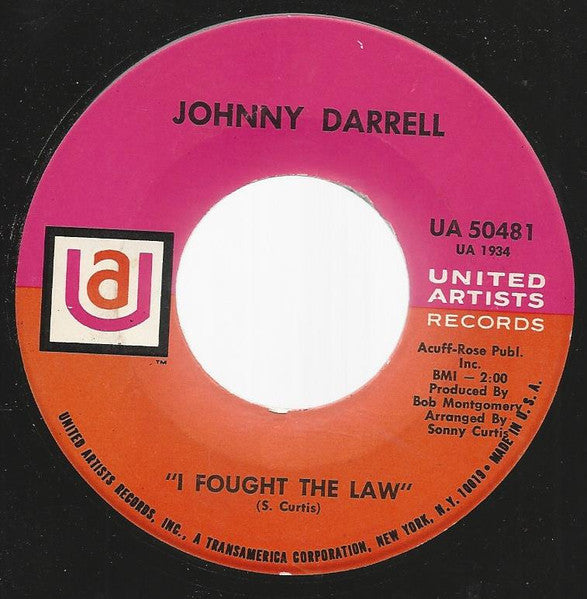 JOHNNY DARRELL
UA 50481
UA 1934
ua
™
UNITED
ARTISTS
RECORDS
Acuff-Rose Publ.
Inc.
BMI — 2:00
Produced By
Bob Montgomery
Arranged By
Sonny Curtis
"I FOUGHT THE LAW"
(S. Curtis)
UNITED ARTISTS RECORDS, INC., A TRANSAMERICA CORPORATION, NEW YORK, N.Y. 10019 • MADE IN U.S.A.